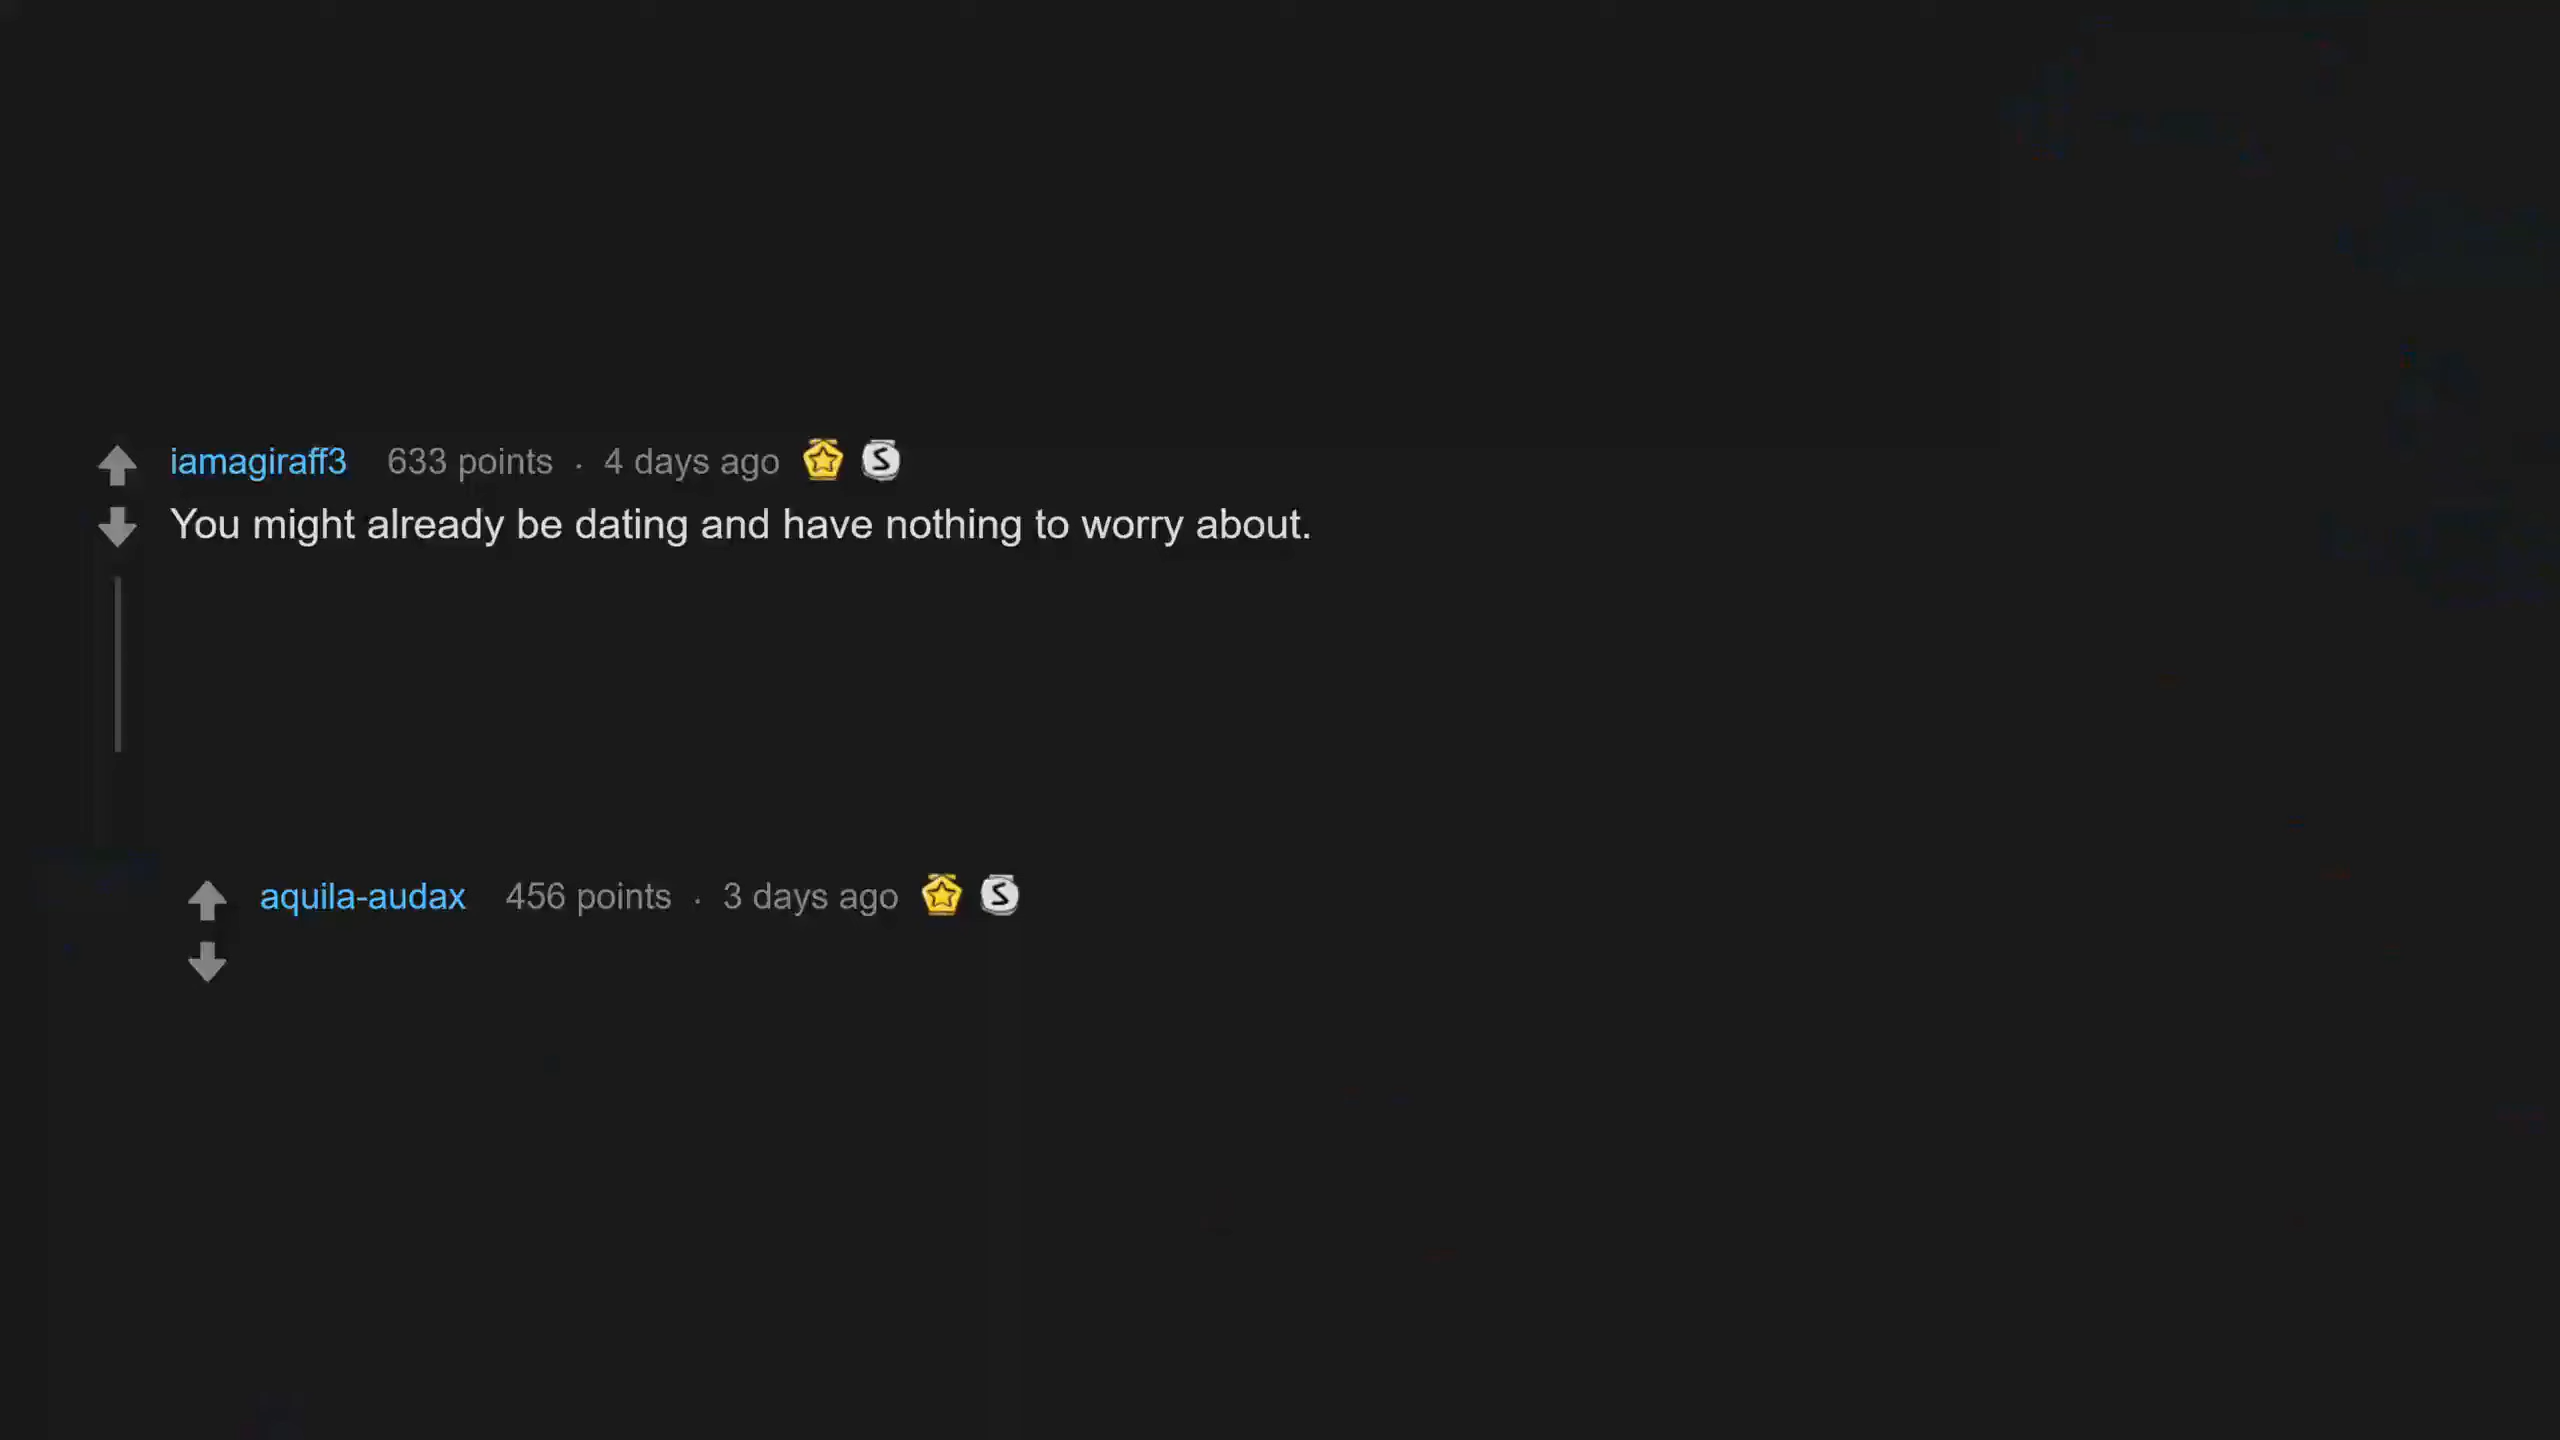 iamagiraff3 633 points · 4 days ago S
You might already be dating and have nothing to worry about.
aquila-audax 456 points · 3 days ago S